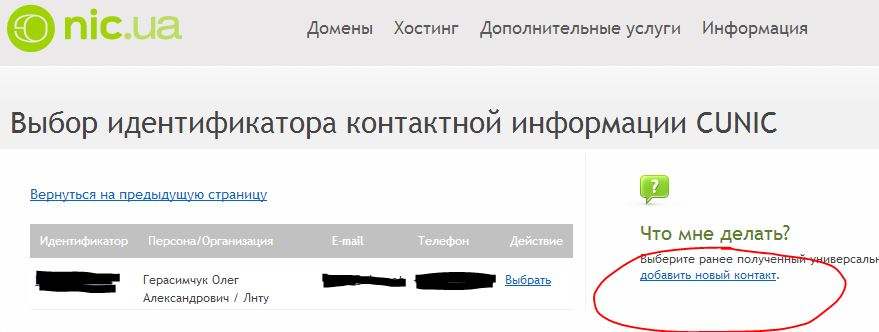 nic.ua
Домены Хостинг Дополнительные услуги Информация
Выбор идентификатора контактной информации CUNIC
Вернуться на предыдущую страницу
Идентификатор Персона/Организация E-mail Телефон Действие
Герасимчук Олег Выбрать
Александрович / Лнту
?
Что мне делать?
Выберите ранее полученный
добавить новый контакт.